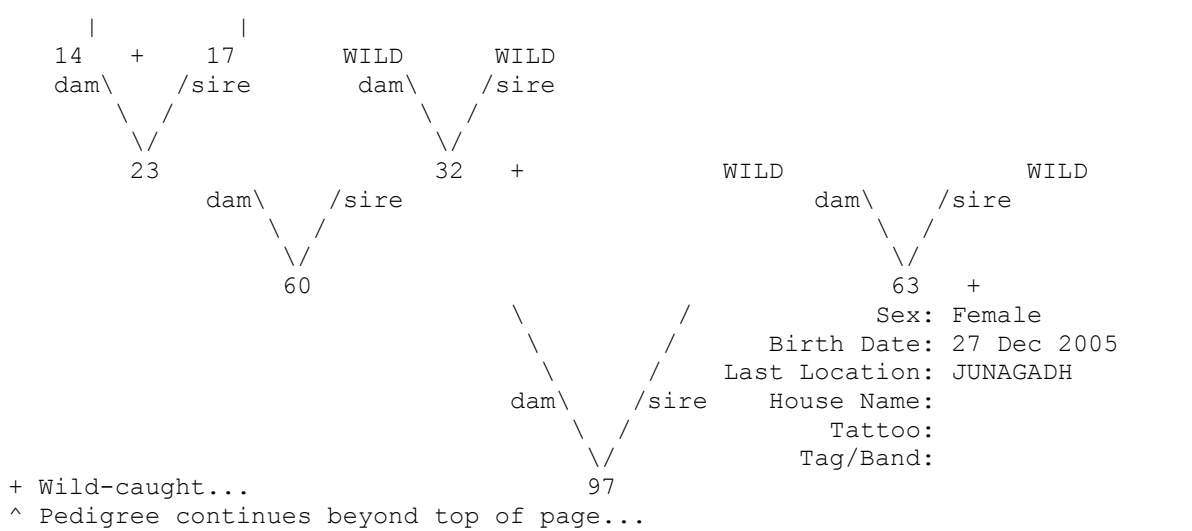 |                 |
14 + 17 WILD WILD
dam\ /sire dam\ /sire
\ / \ /
\/ \/
23 32 + WILD WILD
dam\ /sire dam\ /sire
\ / \ /
\/ \/
60 63 +
\ / Sex: Female
\ / Birth Date: 27 Dec 2005
\ / Last Location: JUNAGADH
dam\ /sire House Name:
\ / Tattoo:
\/ Tag/Band:
+ Wild-caught... 97
^ Pedigree continues beyond top of page...